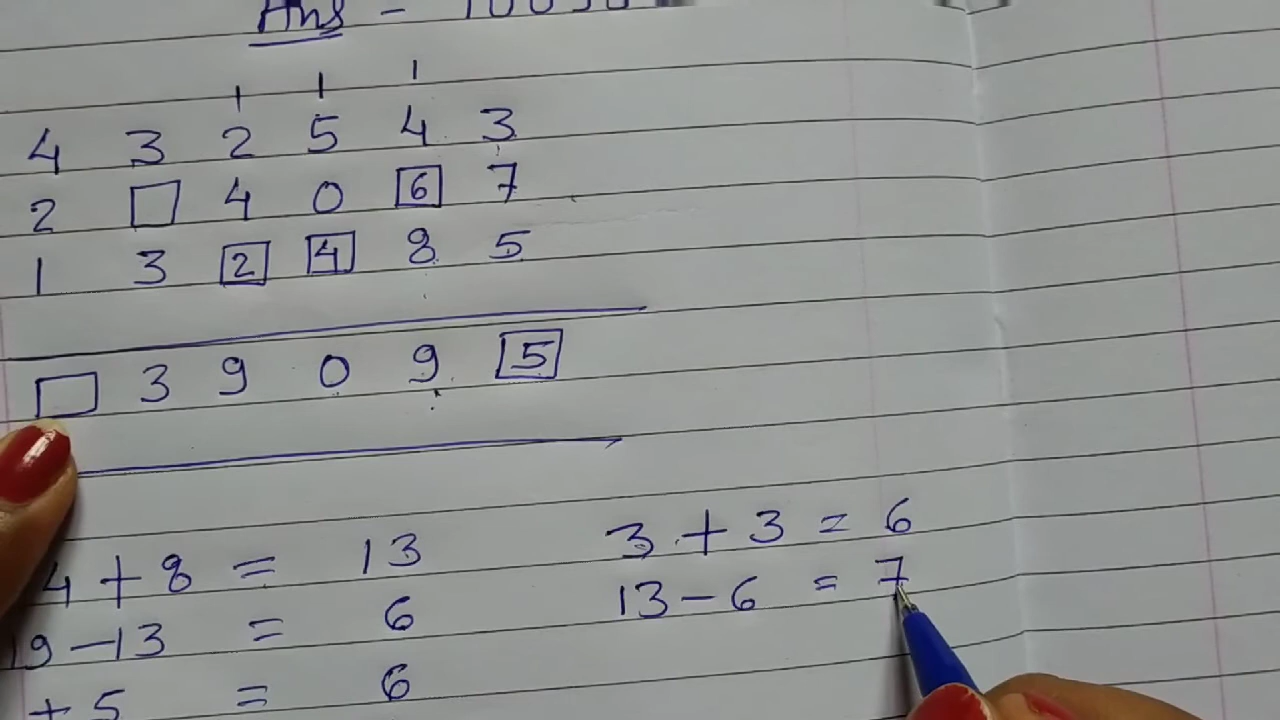 Ans -
1 1 1
4 3 2 5 4 3
2 □ 4 0 6 7
1 3 2 4 8 5
□ 3 9 0 9 5
4 + 8 = 13 3 + 3 = 6
19 - 13 = 6 13 - 6 = 7
+ 5 = 6